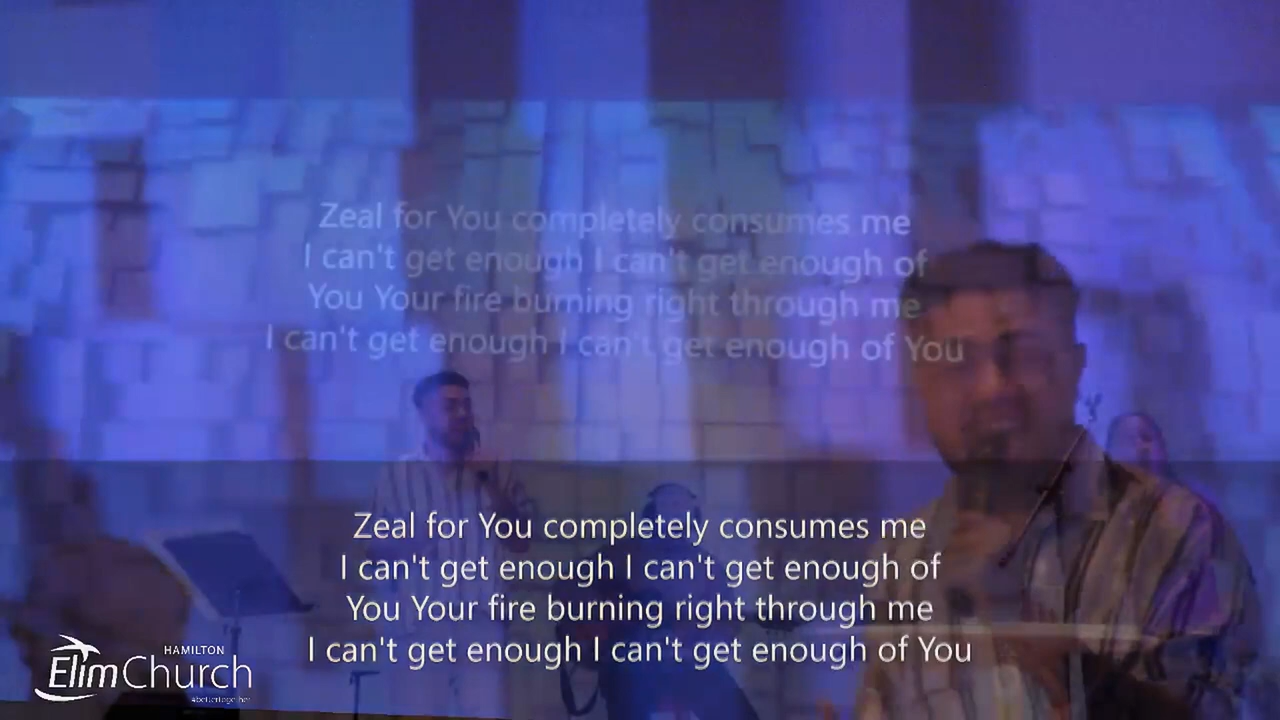 Zeal for You completely consumes me
I can't get enough I can't get enough of
You Your fire burning right through me
I can't get enough I can't get enough of You
Zeal for You completely consumes me
I can't get enough I can't get enough of
You Your fire burning right through me
I can't get enough I can't get enough of You
HAMILTON
Elim Church
#bettertogether